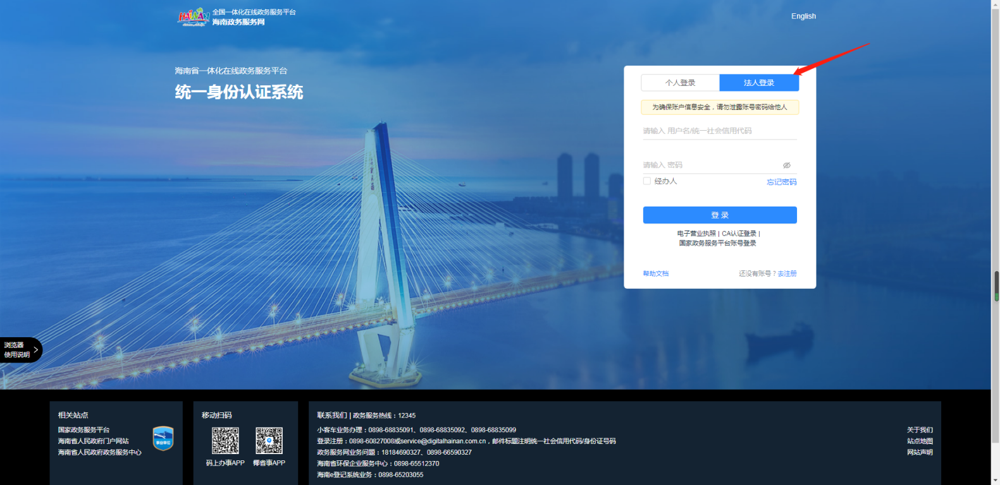 HAINAN
全国一体化在线政务服务平台
海南政务服务网
English
海南省一体化在线政务服务平台
统一身份认证系统
个人登录
法人登录
为确保账户信息安全，请勿泄露账号密码给他人
请输入 用户名/统一社会信用代码
请输入 密码
经办人
忘记密码
登 录
电子营业执照 | CA认证登录 |
国家政务服务平台账号登录
帮助文档
还没有账号？去注册
浏览器
使用说明
相关站点
国家政务服务平台
海南省人民政府门户网站
海南省人民政府政务服务中心
事业单位
移动扫码
码上办事APP
椰省事APP
联系我们 | 政务服务热线：12345
小客车业务办理：0898-68835091、0898-68835092、0898-68835099
登录注册：0898-60827008或service@digitalhainan.com.cn，邮件标题注明统一社会信用代码/身份证号码
政务服务网业务问题：18184690327、0898-66590327
海南省环保企业服务中心：0898-65512370
海南e登记系统业务：0898-65203055
关于我们
站点地图
网站声明